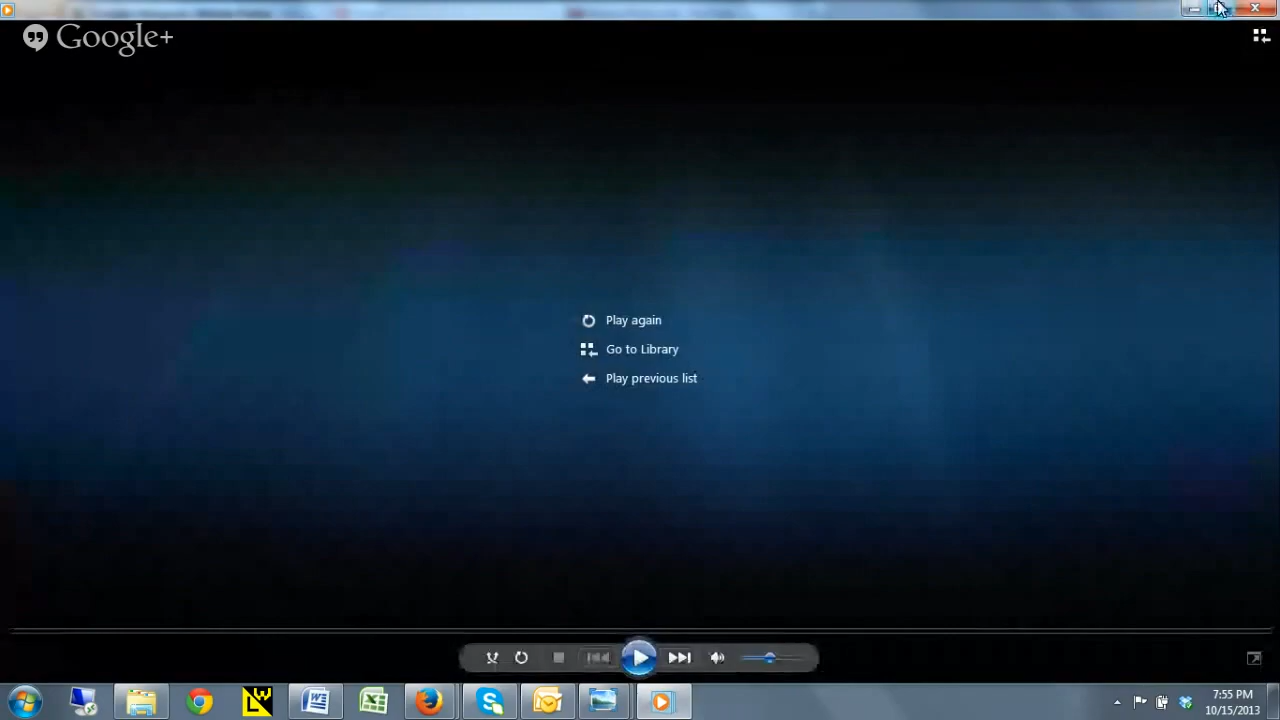 Google+
Play again
Go to Library
Play previous list
7:55 PM
10/15/2013